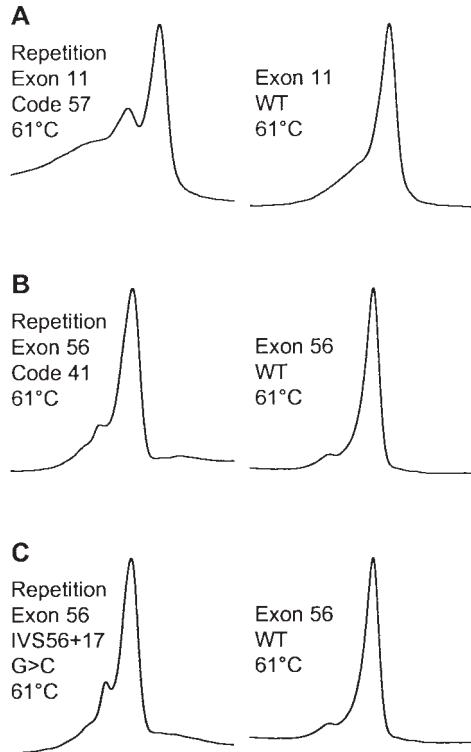 A
Repetition
Exon 11
Code 57
61°C
Exon 11
WT
61°C
B
Repetition
Exon 56
Code 41
61°C
Exon 56
WT
61°C
C
Repetition
Exon 56
IVS56+17
G>C
61°C
Exon 56
WT
61°C